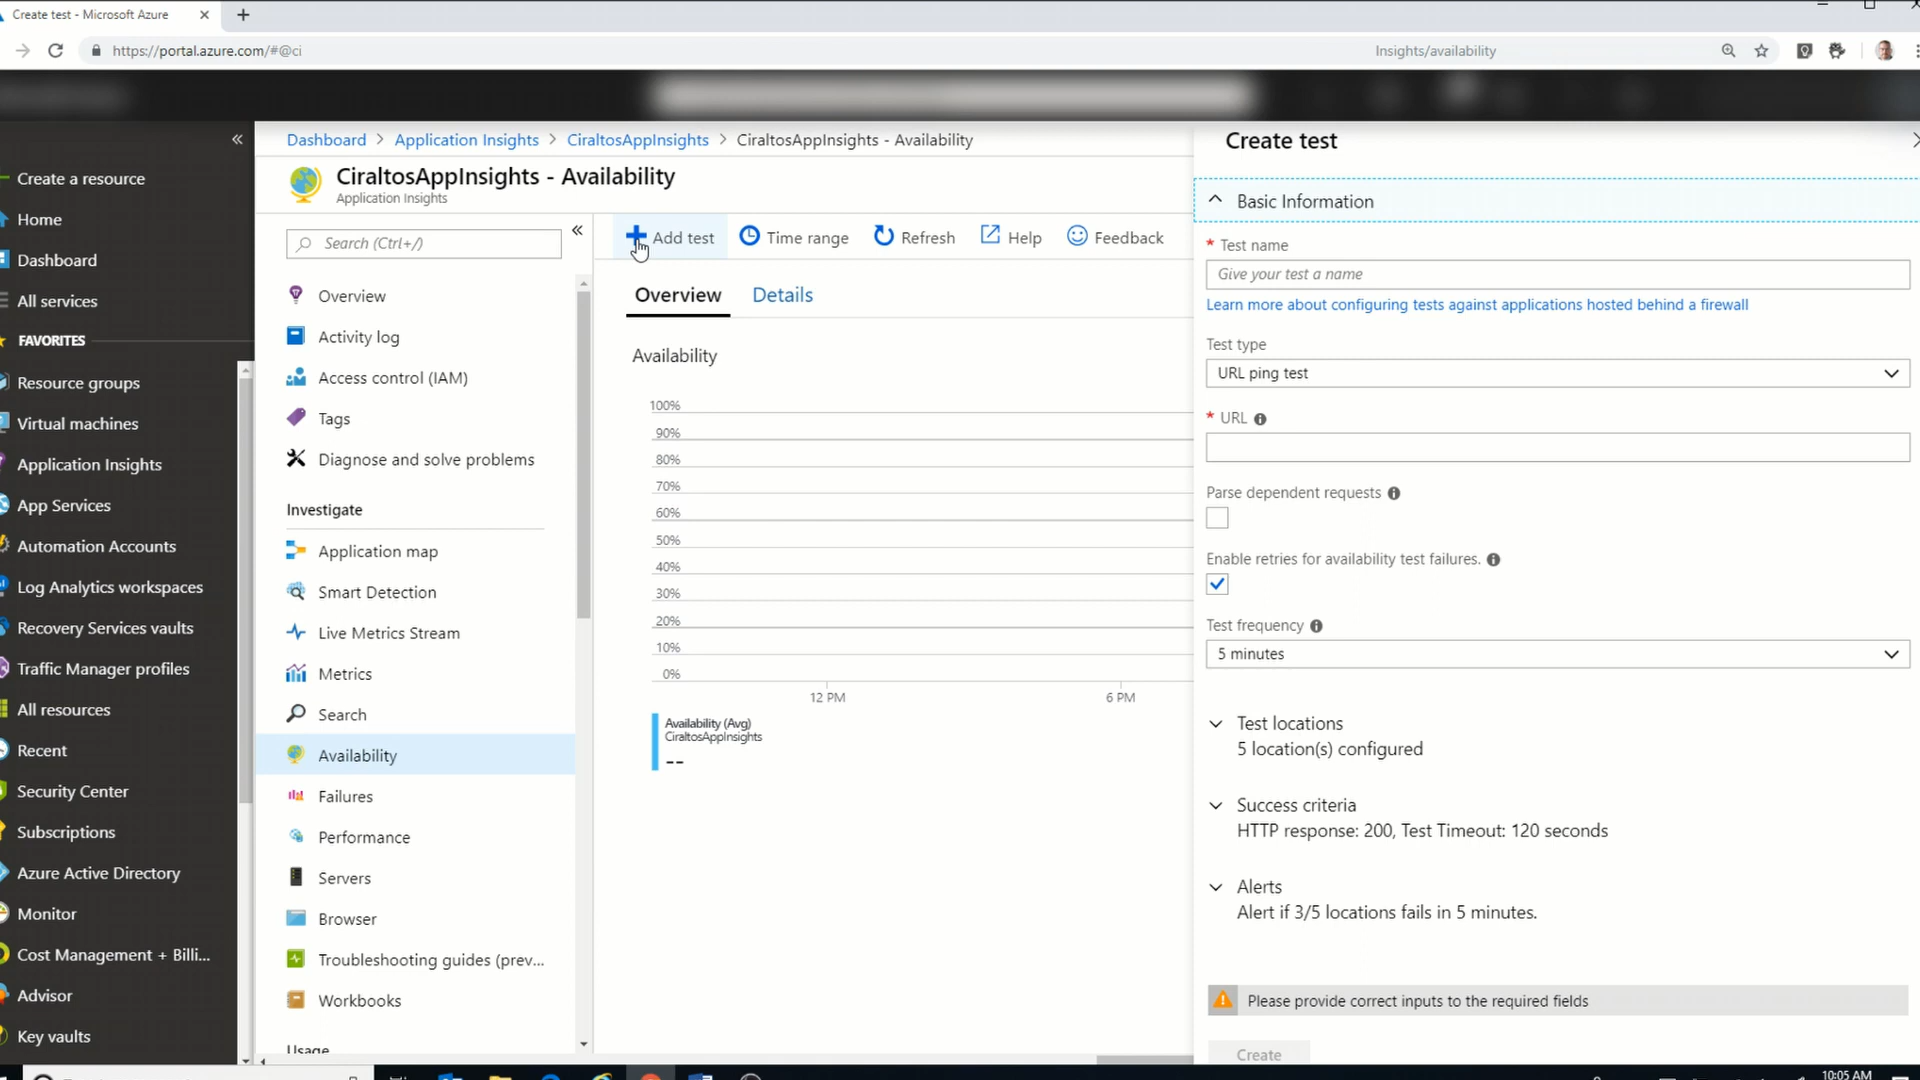 Create test - Microsoft Azure
https://portal.azure.com/#@ci
Insights/availability
Create a resource
Home
Dashboard
All services
FAVORITES
Resource groups
Virtual machines
Application Insights
App Services
Automation Accounts
Log Analytics workspaces
Recovery Services vaults
Traffic Manager profiles
All resources
Recent
Security Center
Subscriptions
Azure Active Directory
Monitor
Cost Management + Billi...
Advisor
Key vaults
Dashboard > Application Insights > CiraltosAppInsights > CiraltosAppInsights - Availability
CiraltosAppInsights - Availability
Application Insights
Search (Ctrl+/)
Overview
Activity log
Access control (IAM)
Tags
Diagnose and solve problems
Investigate
Application map
Smart Detection
Live Metrics Stream
Metrics
Search
Availability
Failures
Performance
Servers
Browser
Troubleshooting guides (prev...
Workbooks
Usage
Add test
Time range
Refresh
Help
Feedback
Overview
Details
Availability
100%
90%
80%
70%
60%
50%
40%
30%
20%
10%
0%
12 PM
6 PM
Availability (Avg)
CiraltosAppInsights
--
Create test
Basic Information
* Test name
Give your test a name
Learn more about configuring tests against applications hosted behind a firewall
Test type
URL ping test
* URL
Parse dependent requests
Enable retries for availability test failures.
Test frequency
5 minutes
Test locations
5 location(s) configured
Success criteria
HTTP response: 200, Test Timeout: 120 seconds
Alerts
Alert if 3/5 locations fails in 5 minutes.
Please provide correct inputs to the required fields
Create
10:05 AM